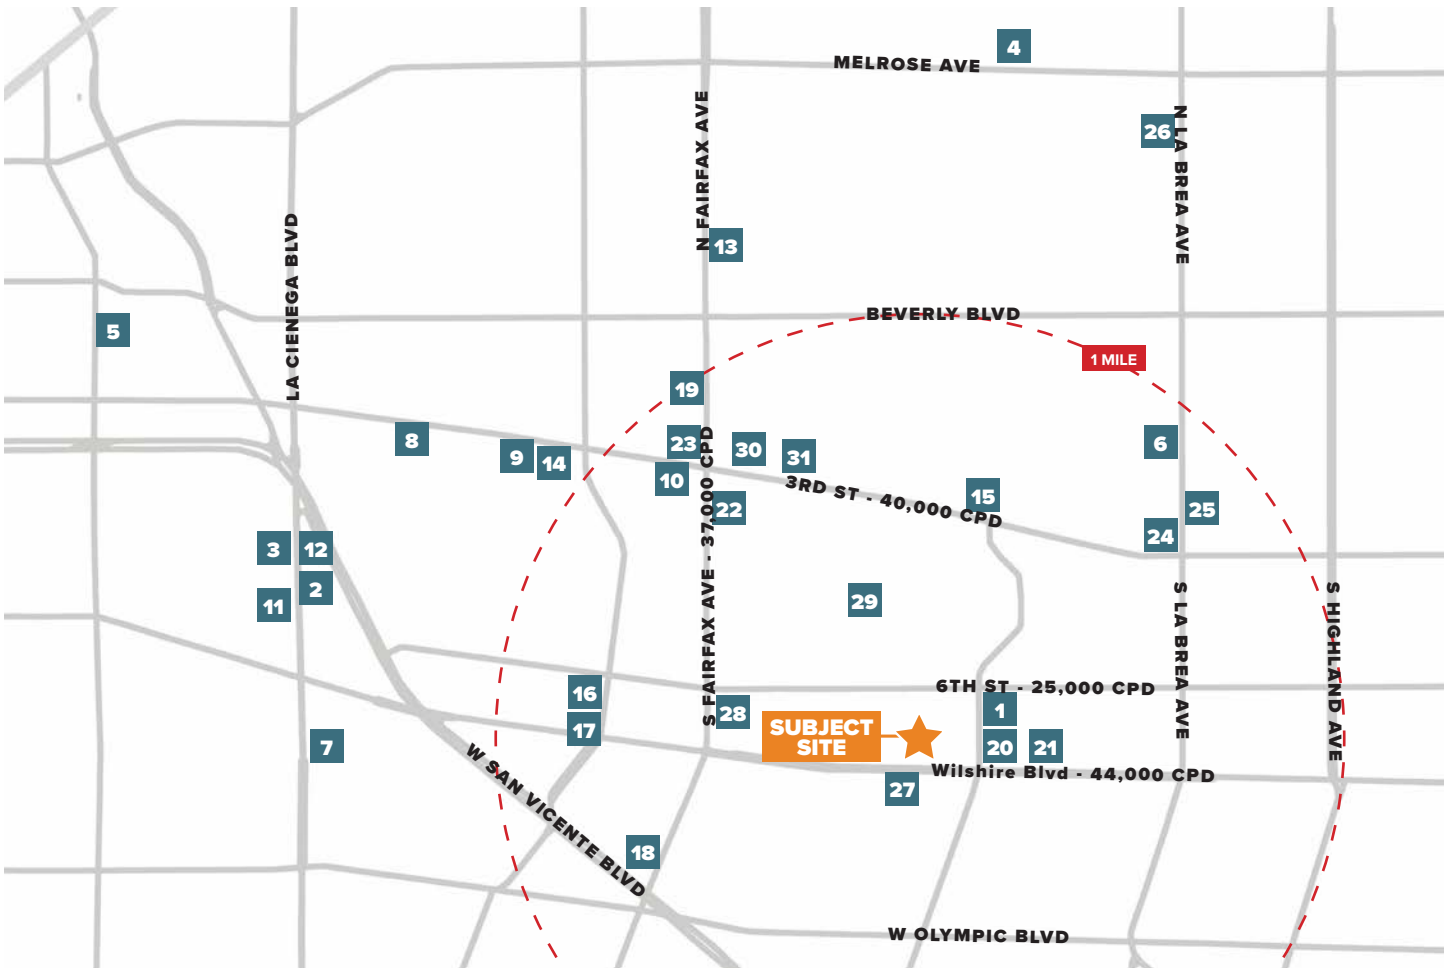 4
MELROSE AVE
N FAIRFAX AVE
26
N LA BREA AVE
LA CIENEGA BLVD
13
5
BEVERLY BLVD
1 MILE
19
8
9
14
23
30
31
6
10
3RD ST - 40,000 CPD
15
22
25
24
S FAIRFAX AVE - 37,000 CPD
3
12
2
11
29
S LA BREA AVE
S HIGHLAND AVE
6TH ST - 25,000 CPD
16
17
28
1
SUBJECT
SITE
20
21
7
W SAN VICENTE BLVD
Wilshire Blvd - 44,000 CPD
27
18
W OLYMPIC BLVD